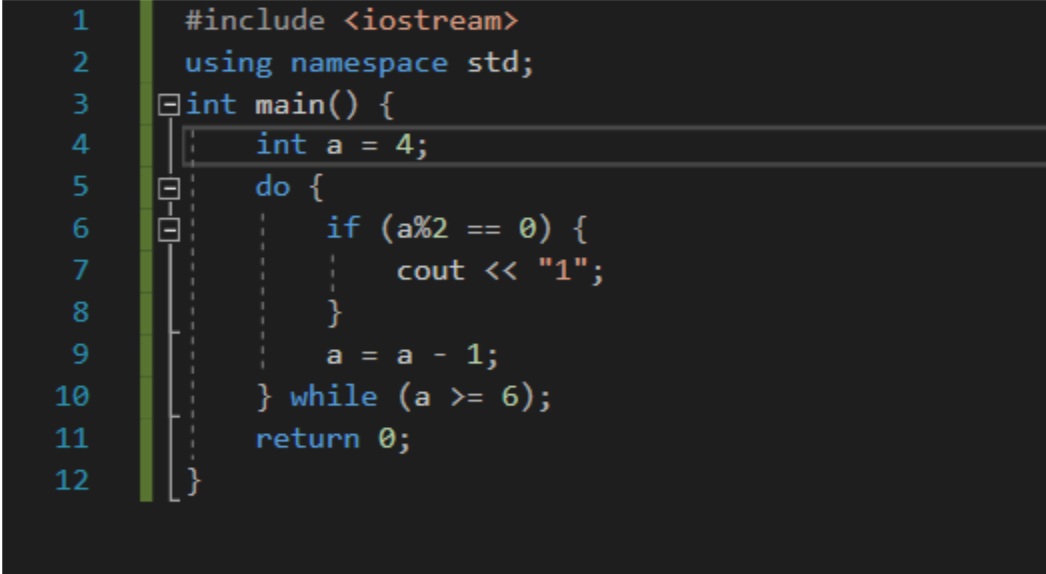 1 #include <iostream>
2 using namespace std;
3 int main() {
4 int a = 4;
5 do {
6 if (a%2 == 0) {
7 cout << "1";
8 }
9 a = a - 1;
10 } while (a >= 6);
11 return 0;
12 }